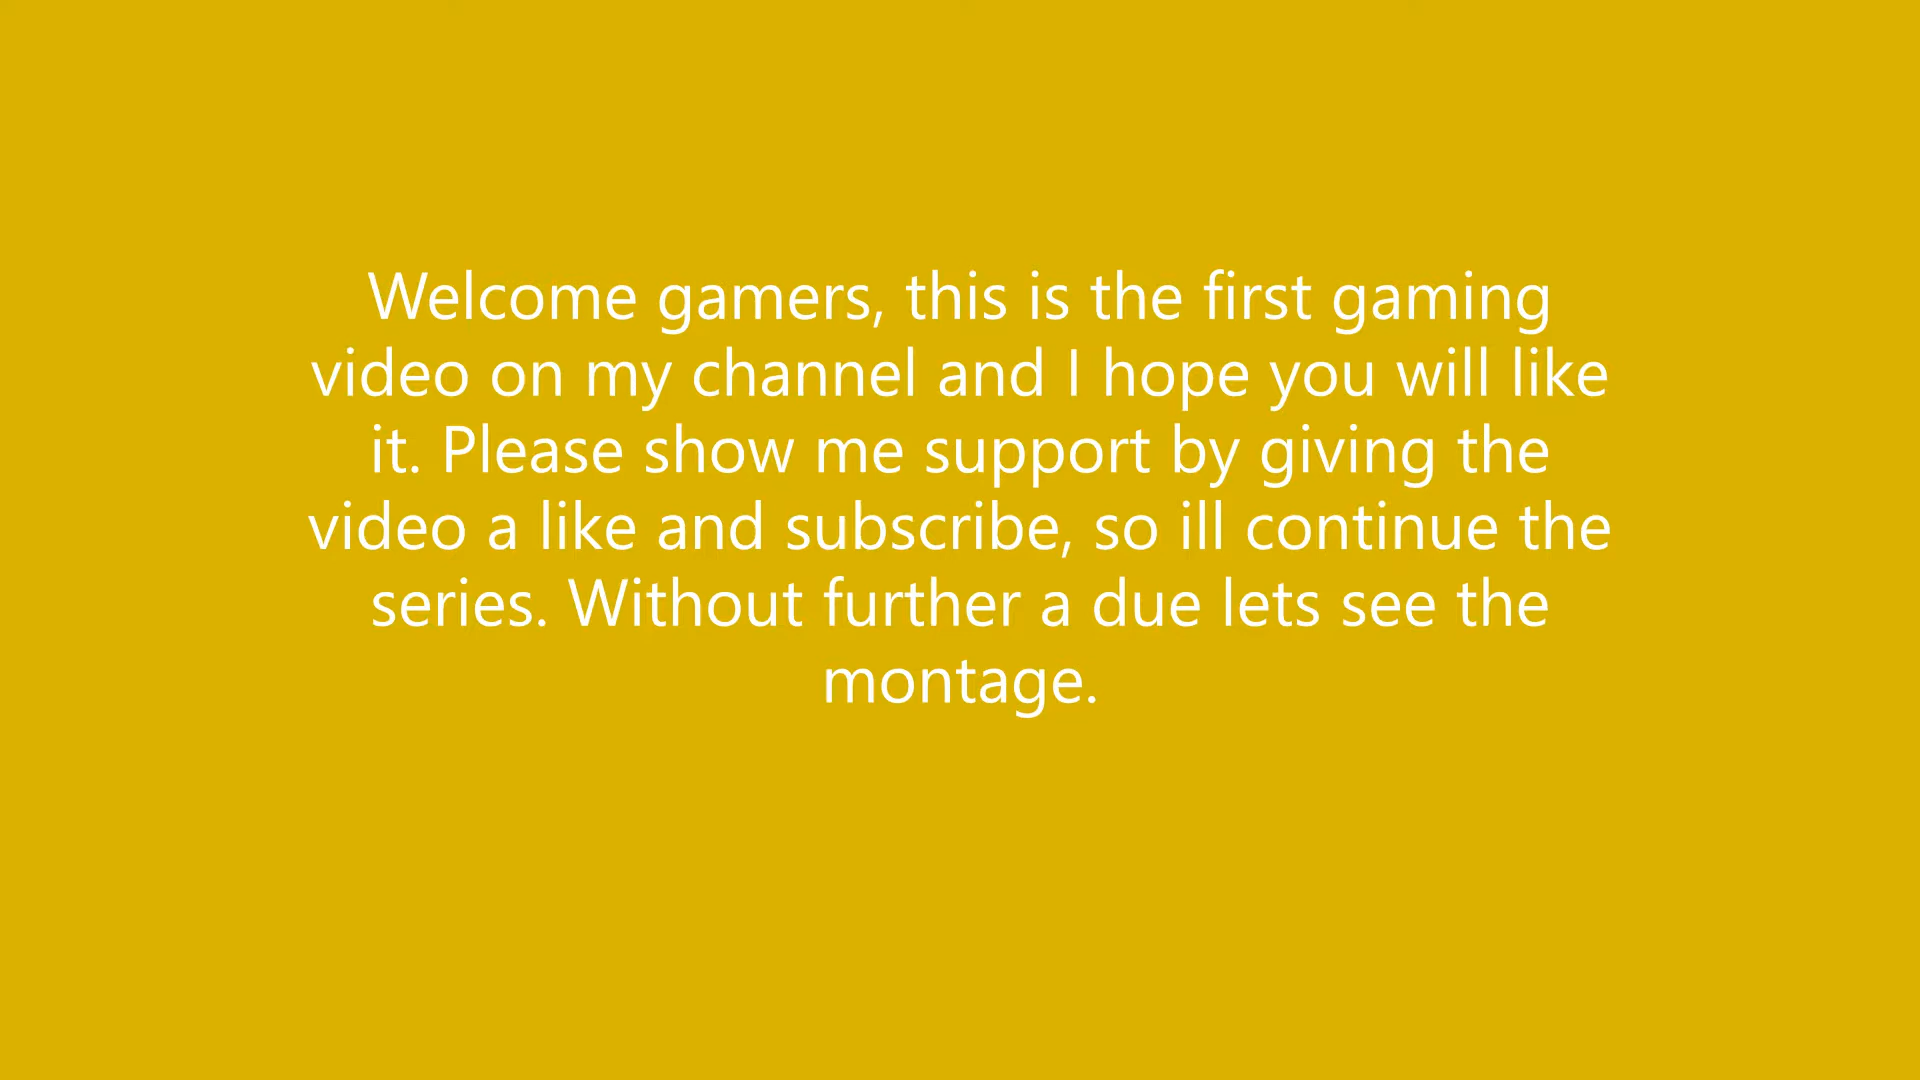 Welcome gamers, this is the first gaming
video on my channel and I hope you will like
it. Please show me support by giving the
video a like and subscribe, so ill continue the
series. Without further a due lets see the
montage.